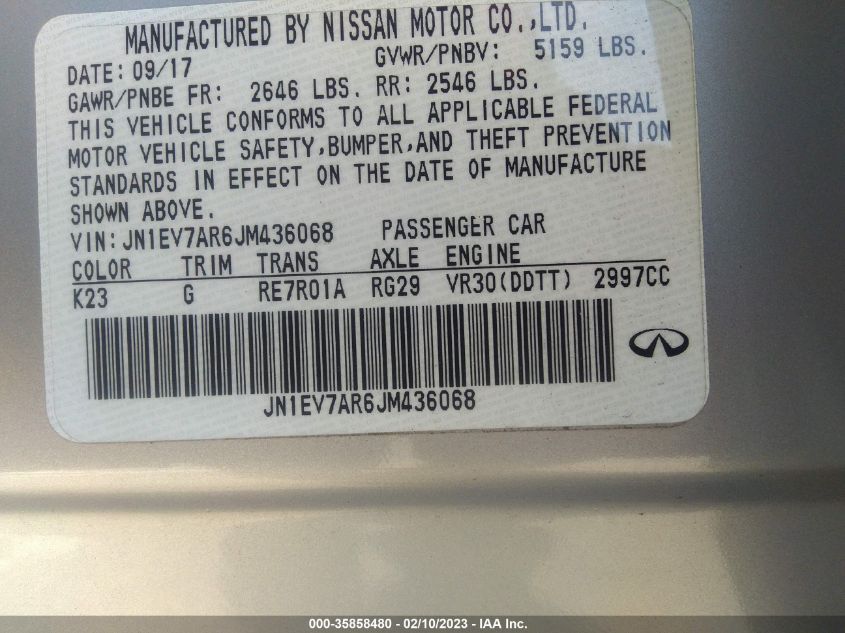 MANUFACTURED BY NISSAN MOTOR CO.,LTD.
DATE: 09/17 GVWR/PNBV: 5159 LBS.
GAWR/PNBE FR: 2646 LBS. RR: 2546 LBS.
THIS VEHICLE CONFORMS TO ALL APPLICABLE FEDERAL
MOTOR VEHICLE SAFETY,BUMPER,AND THEFT PREVENTION
STANDARDS IN EFFECT ON THE DATE OF MANUFACTURE
SHOWN ABOVE.
VIN: JN1EV7AR6JM436068 PASSENGER CAR
COLOR TRIM TRANS AXLE ENGINE
K23 G RE7R01A RG29 VR30(DDTT) 2997CC
JN1EV7AR6JM436068
000-35858480 - 02/10/2023 - IAA Inc.